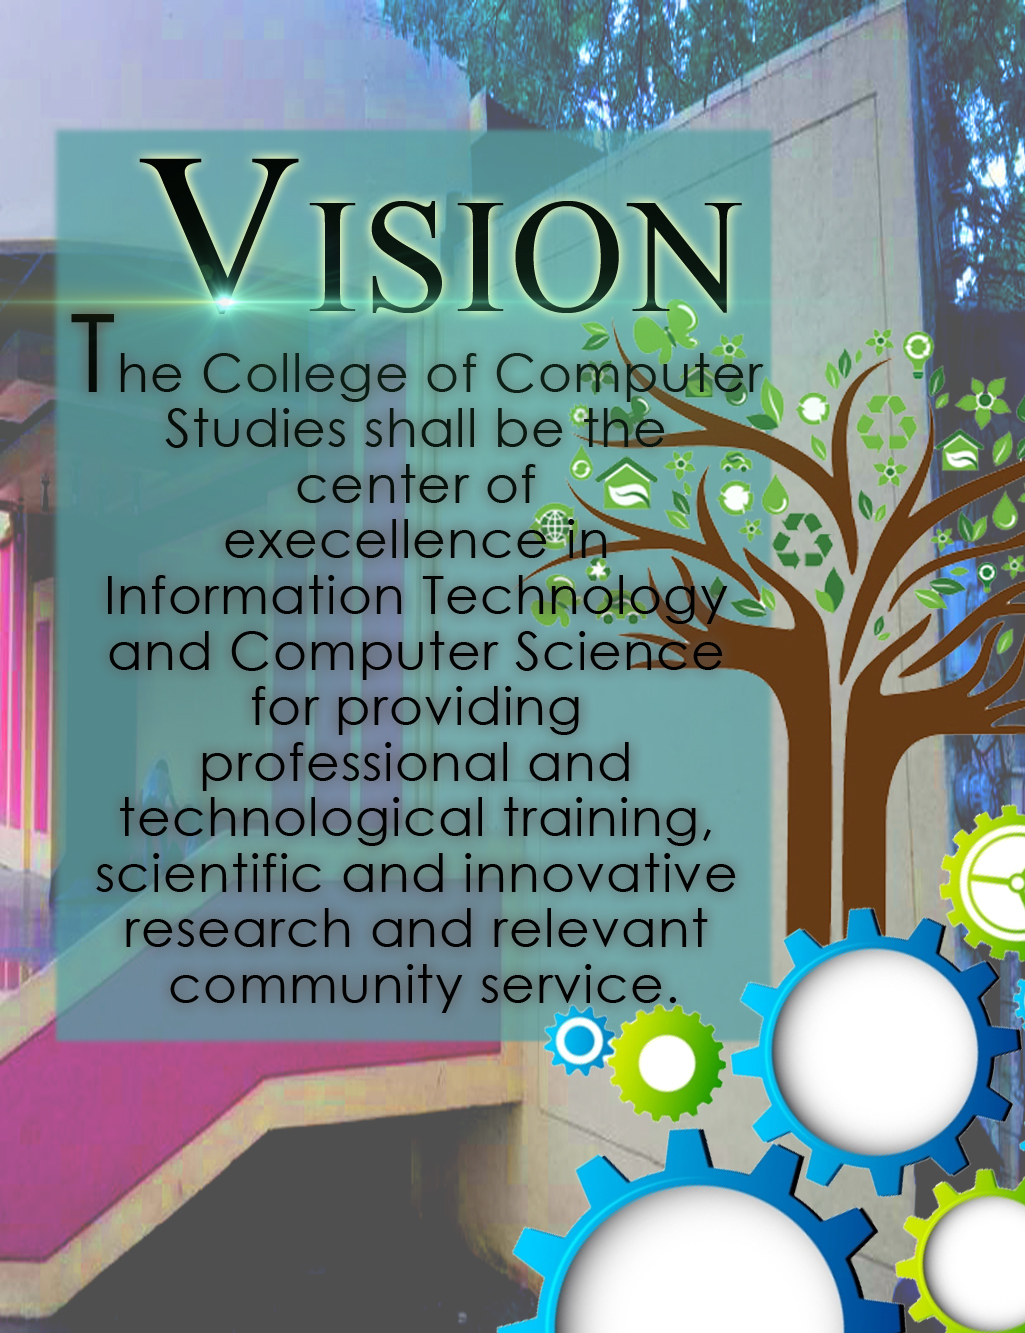 VISION
The College of Computer
Studies shall be the
center of
execellence in
Information Technology
and Computer Science
for providing
professional and
technological training,
scientific and innovative
research and relevant
community service.